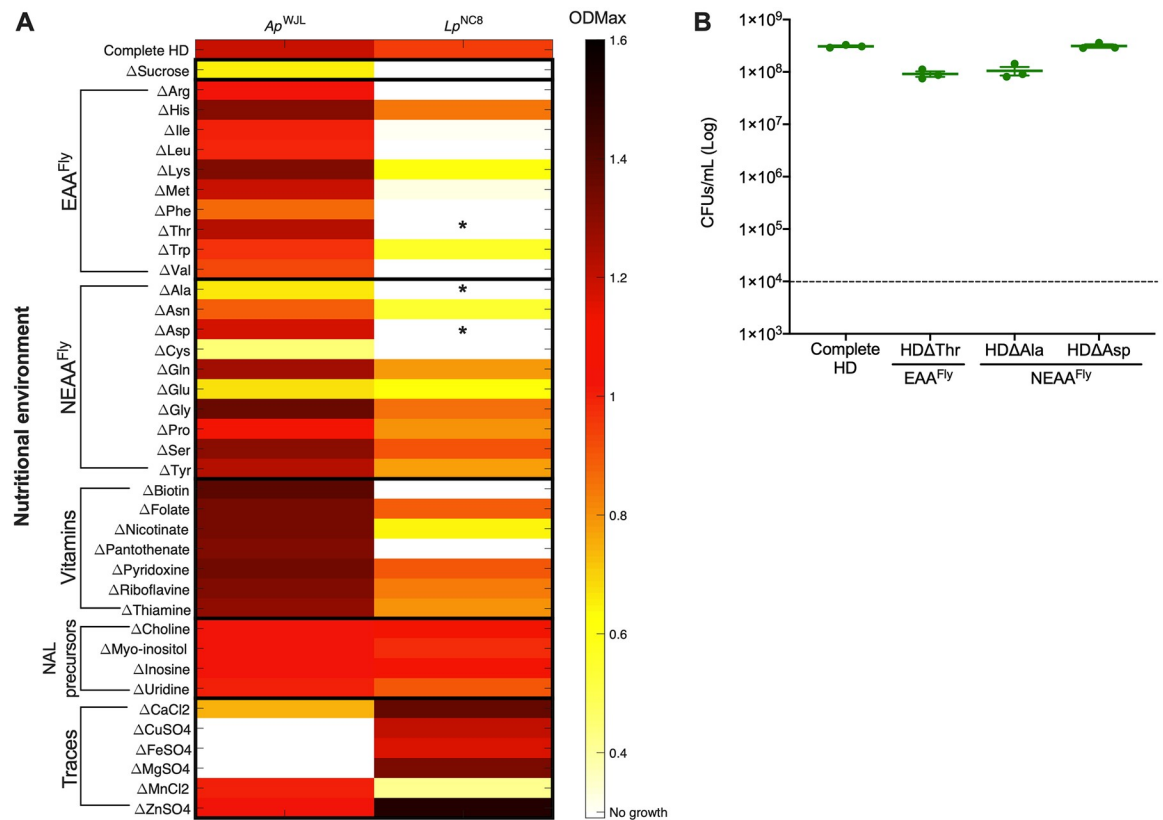 A
Ap^WJL
Lp^NC8
ODMax
Nutritional environment
Complete HD
ΔSucrose
EAA^Fly
ΔArg
ΔHis
ΔIle
ΔLeu
ΔLys
ΔMet
ΔPhe
ΔThr
*
ΔTrp
ΔVal
NEAA^Fly
ΔAla
*
ΔAsn
ΔAsp
*
ΔCys
ΔGln
ΔGlu
ΔGly
ΔPro
ΔSer
ΔTyr
Vitamins
ΔBiotin
ΔFolate
ΔNicotinate
ΔPantothenate
ΔPyridoxine
ΔRiboflavine
ΔThiamine
NAL
precursors
ΔCholine
ΔMyo-inositol
ΔInosine
ΔUridine
Traces
ΔCaCl2
ΔCuSO4
ΔFeSO4
ΔMgSO4
ΔMnCl2
ΔZnSO4
1.6
1.4
1.2
1
0.8
0.6
0.4
No growth
B
CFUs/mL (Log)
1×10^9
1×10^8
1×10^7
1×10^6
1×10^5
1×10^4
1×10^3
Complete
HD
HDΔThr
HDΔAla
HDΔAsp
EAA^Fly
NEAA^Fly